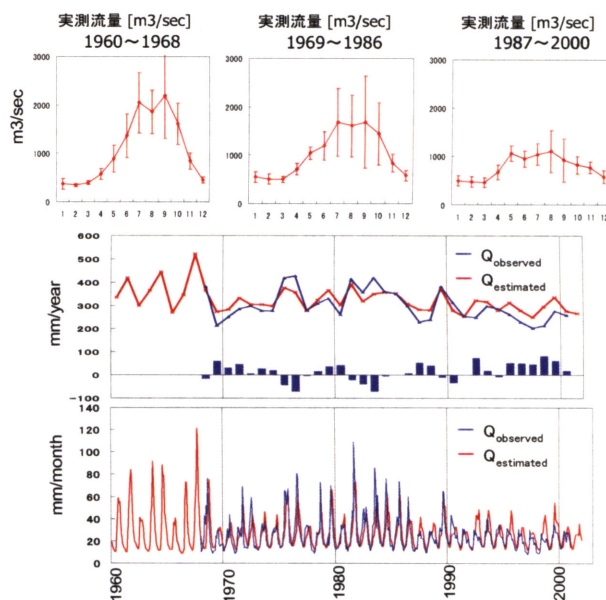 実測流量 [m3/sec]
1960～1968
実測流量 [m3/sec]
1969～1986
実測流量 [m3/sec]
1987～2000
m3/sec
3000
2000
1000
0
1 2 3 4 5 6 7 8 9 10 11 12
3000
2000
1000
0
1 2 3 4 5 6 7 8 9 10 11 12
3000
2000
1000
0
1 2 3 4 5 6 7 8 9 10 11 12
mm/year
600
500
400
300
200
100
0
-100
Qobserved
Qestimated
mm/month
140
120
100
80
60
40
20
0
Qobserved
Qestimated
1960
1970
1980
1990
2000